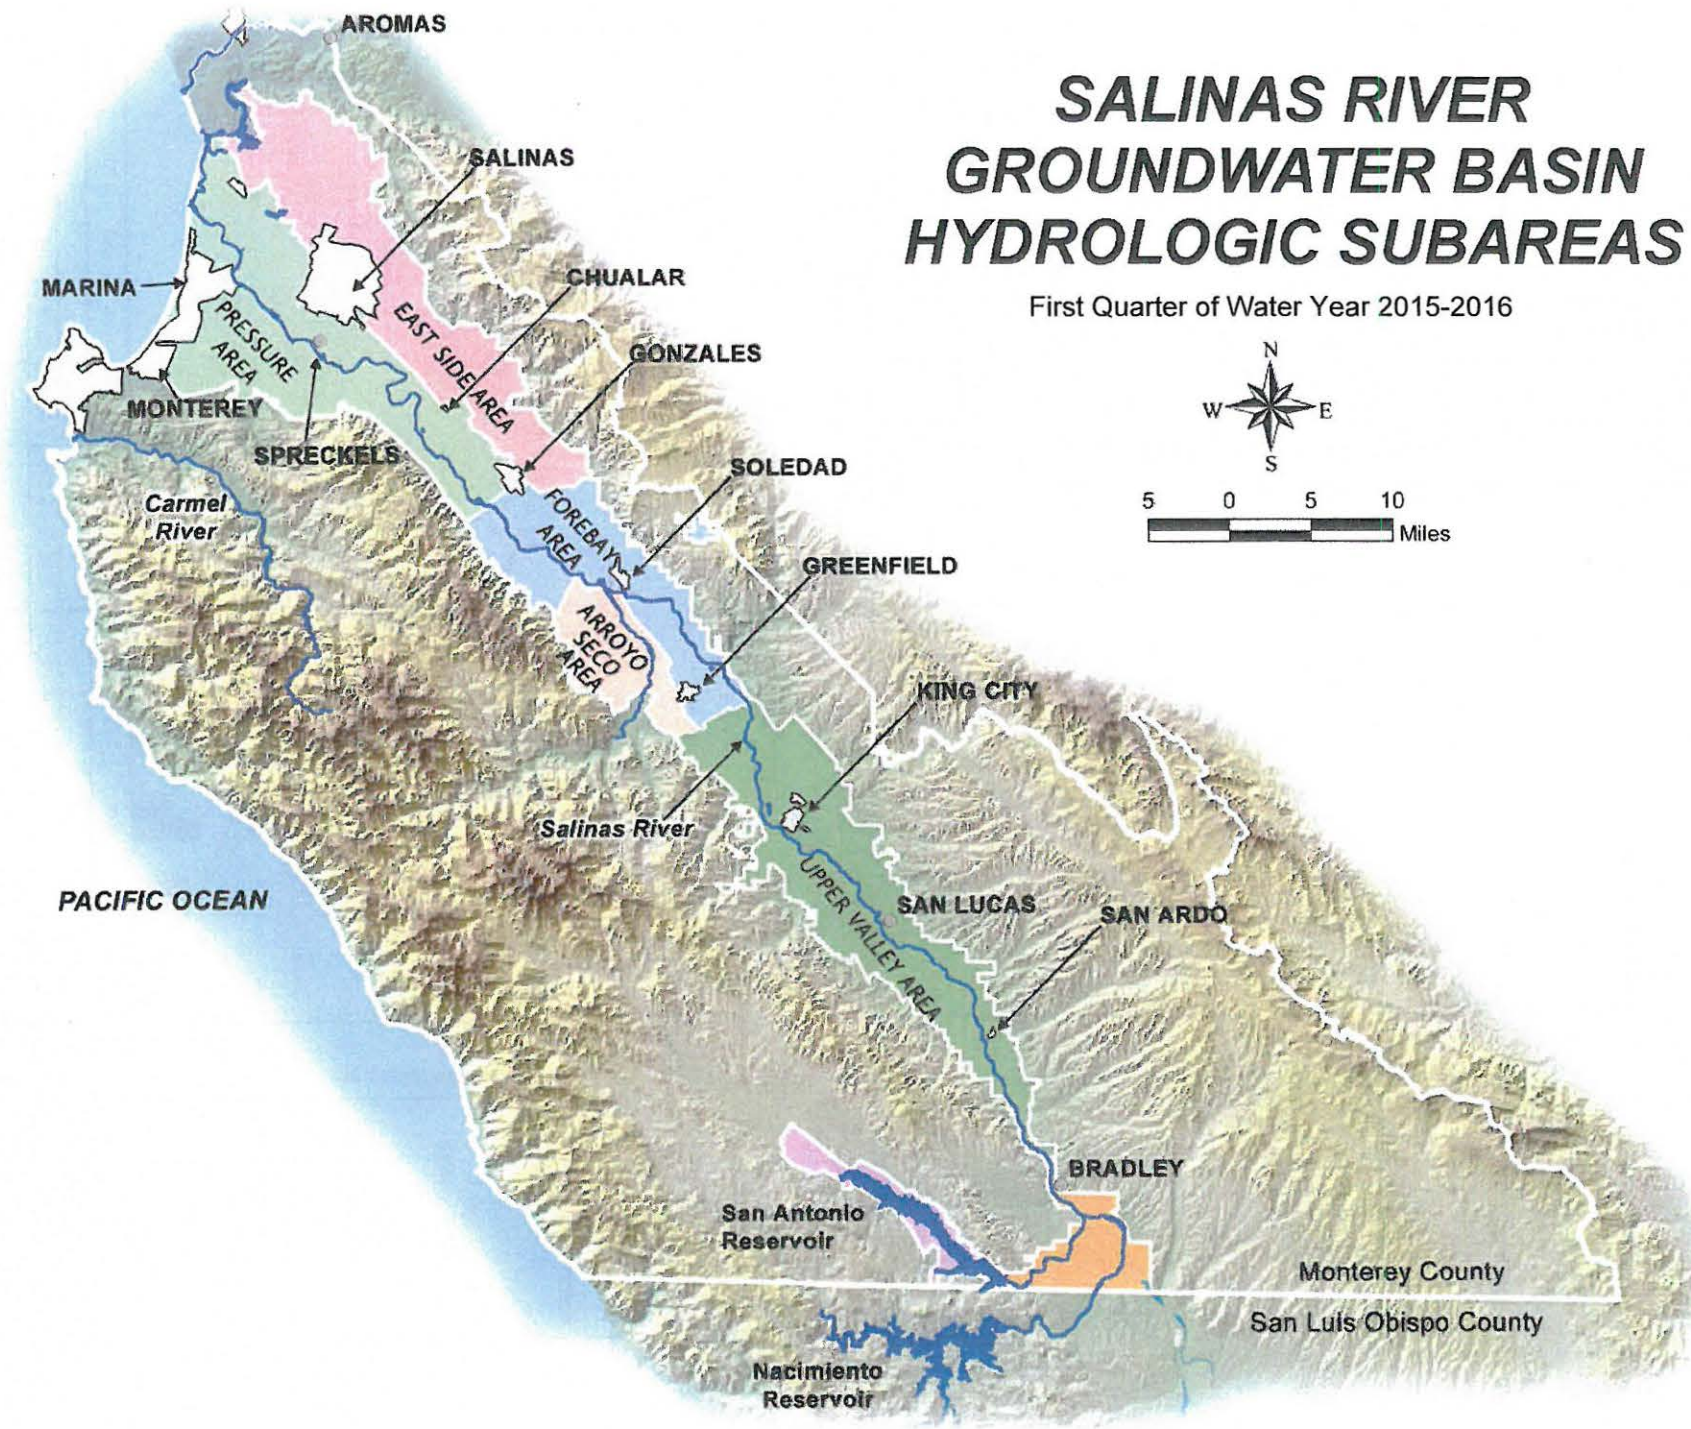 AROMAS
SALINAS RIVER
GROUNDWATER BASIN
HYDROLOGIC SUBAREAS
First Quarter of Water Year 2015-2016
N
W
E
S
5 0 5 10
Miles
SALINAS
CHUALAR
MARINA
PRESSURE
AREA
EAST SIDE AREA
GONZALES
MONTEREY
SPRECKELS
SOLEDAD
Carmel
River
FOREBAY
AREA
GREENFIELD
ARROYO
SECO
AREA
KING CITY
Salinas River
PACIFIC OCEAN
UPPER VALLEY AREA
SAN LUCAS
SAN ARDO
BRADLEY
San Antonio
Reservoir
Monterey County
San Luis Obispo County
Nacimiento
Reservoir